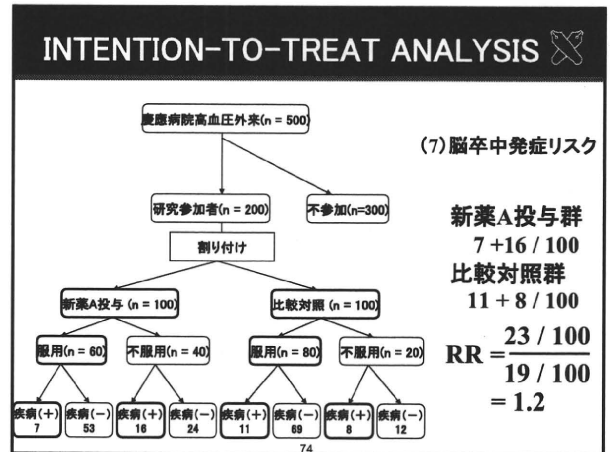 INTENTION-TO-TREAT ANALYSIS
慶應病院高血圧外来(n = 500)
(7)脳卒中発症リスク
研究参加者(n = 200)
不参加(n=300)
割り付け
新薬A投与 (n = 100)
比較対照 (n = 100)
服用(n = 60)
不服用(n = 40)
服用(n = 80)
不服用(n = 20)
疾病(+)
7
疾病(−)
53
疾病(+)
16
疾病(−)
24
疾病(+)
11
疾病(−)
69
疾病(+)
8
疾病(−)
12
新薬A投与群
7 +16 / 100
比較対照群
11 + 8 / 100
RR = 23 / 100
19 / 100
= 1.2
74